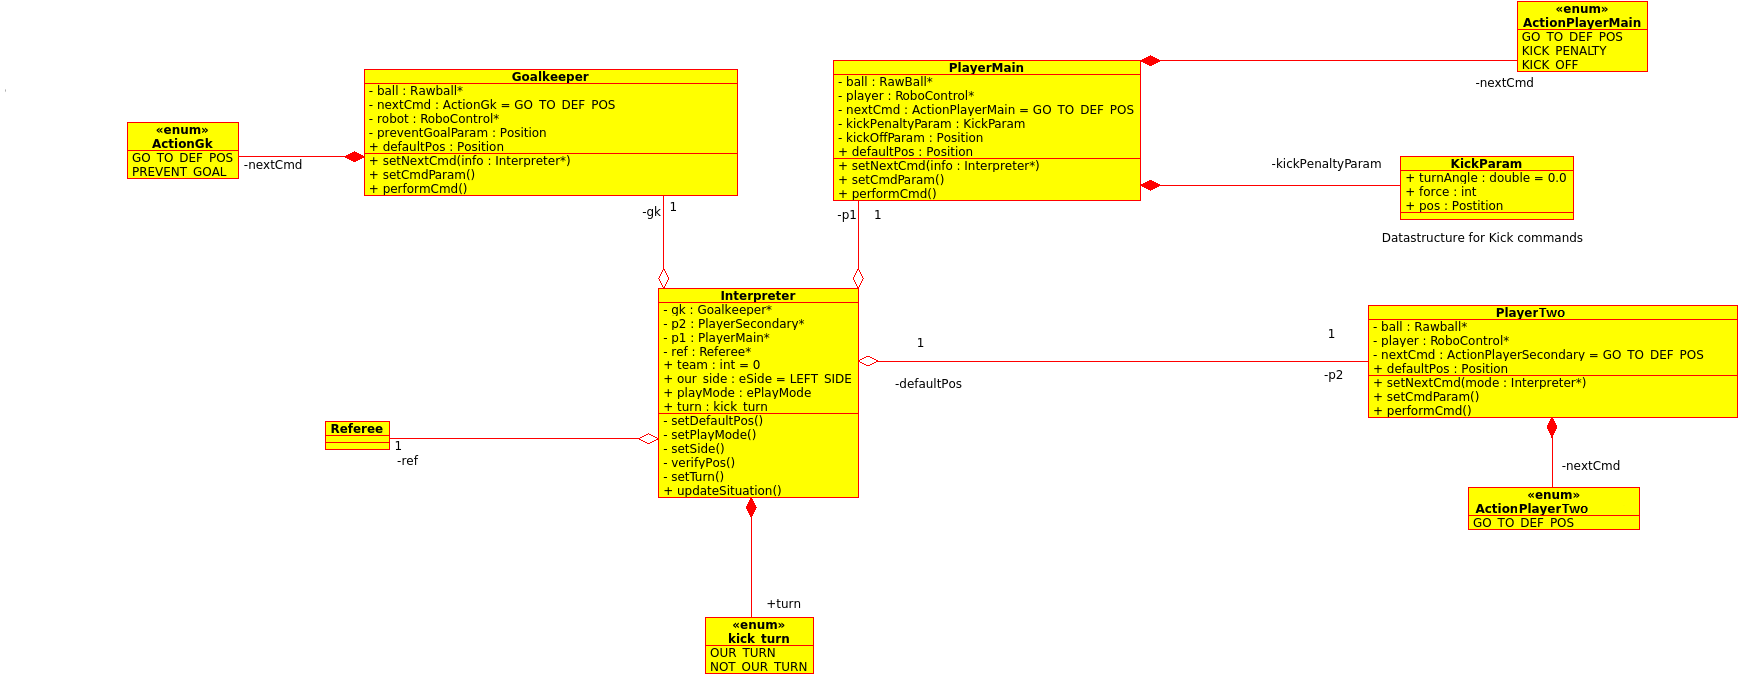 «enum»
ActionPlayerMain
GO_TO_DEF_POS
KICK_PENALTY
KICK_OFF
-nextCmd
Goalkeeper
- ball : Rawball*
- nextCmd : ActionGk = GO_TO_DEF_POS
- robot : RoboControl*
- preventGoalParam : Position
+ defaultPos : Position
+ setNextCmd(info : Interpreter*)
+ setCmdParam()
+ performCmd()
PlayerMain
- ball : RawBall*
- player : RoboControl*
- nextCmd : ActionPlayerMain = GO_TO_DEF_POS
- kickPenaltyParam : KickParam
- kickOffParam : Position
+ defaultPos : Position
+ setNextCmd(info : Interpreter*)
+ setCmdParam()
+ performCmd()
«enum»
ActionGk
GO_TO_DEF_POS
PREVENT_GOAL
-nextCmd
-kickPenaltyParam
KickParam
+ turnAngle : double = 0.0
+ force : int
+ pos : Postition
Datastructure for Kick commands
-gk
1
-p1
1
Interpreter
- gk : Goalkeeper*
- p2 : PlayerSecondary*
- p1 : PlayerMain*
- ref : Referee*
+ team : int = 0
+ our_side : eSide = LEFT_SIDE
+ playMode : ePlayMode
+ turn : kick_turn
- setDefaultPos()
- setPlayMode()
- setSide()
- verifyPos()
- setTurn()
+ updateSituation()
1
-defaultPos
1
-p2
PlayerTwo
- ball : Rawball*
- player : RoboControl*
- nextCmd : ActionPlayerSecondary = GO_TO_DEF_POS
+ defaultPos : Position
+ setNextCmd(mode : Interpreter*)
+ setCmdParam()
+ performCmd()
Referee
1
-ref
-nextCmd
«enum»
ActionPlayerTwo
GO_TO_DEF_POS
+turn
«enum»
kick_turn
OUR_TURN
NOT_OUR_TURN